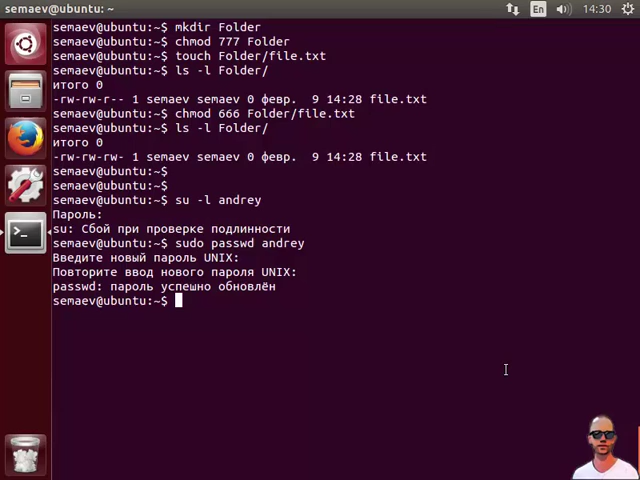 semaev@ubuntu: ~
En
14:30
semaev@ubuntu:~$ mkdir Folder
semaev@ubuntu:~$ chmod 777 Folder
semaev@ubuntu:~$ touch Folder/file.txt
semaev@ubuntu:~$ ls -l Folder/
итого 0
-rw-rw-r-- 1 semaev semaev 0 февр.  9 14:28 file.txt
semaev@ubuntu:~$ chmod 666 Folder/file.txt
semaev@ubuntu:~$ ls -l Folder/
итого 0
-rw-rw-rw- 1 semaev semaev 0 февр.  9 14:28 file.txt
semaev@ubuntu:~$
semaev@ubuntu:~$
semaev@ubuntu:~$ su -l andrey
Пароль:
su: Сбой при проверке подлинности
semaev@ubuntu:~$ sudo passwd andrey
Введите новый пароль UNIX:
Повторите ввод нового пароля UNIX:
passwd: пароль успешно обновлён
semaev@ubuntu:~$